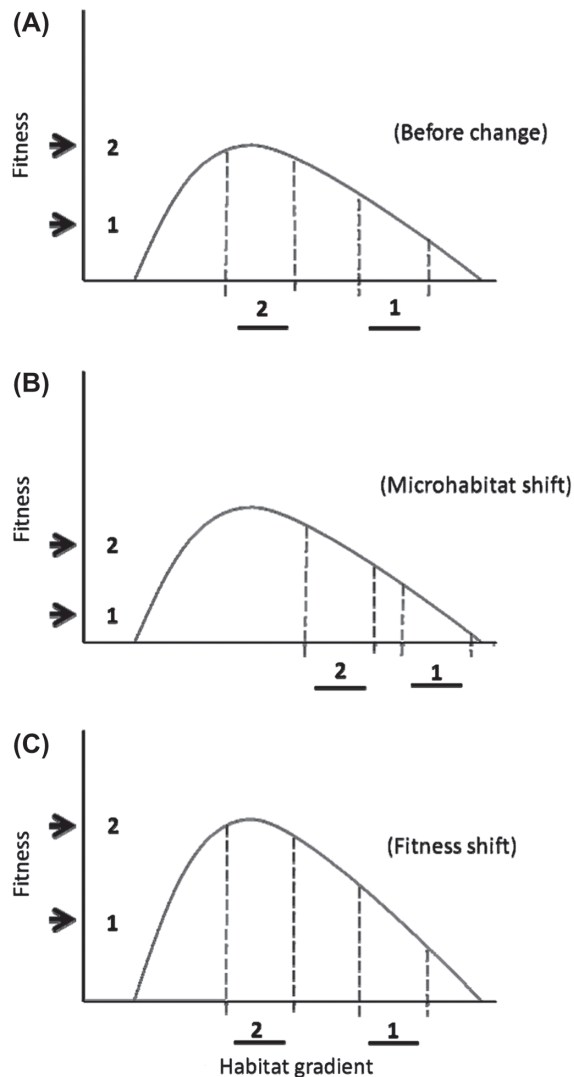 (A)
Fitness
2
1
(Before change)
2 1
(B)
Fitness
2
1
(Microhabitat shift)
2 1
(C)
Fitness
2
1
(Fitness shift)
2 1
Habitat gradient